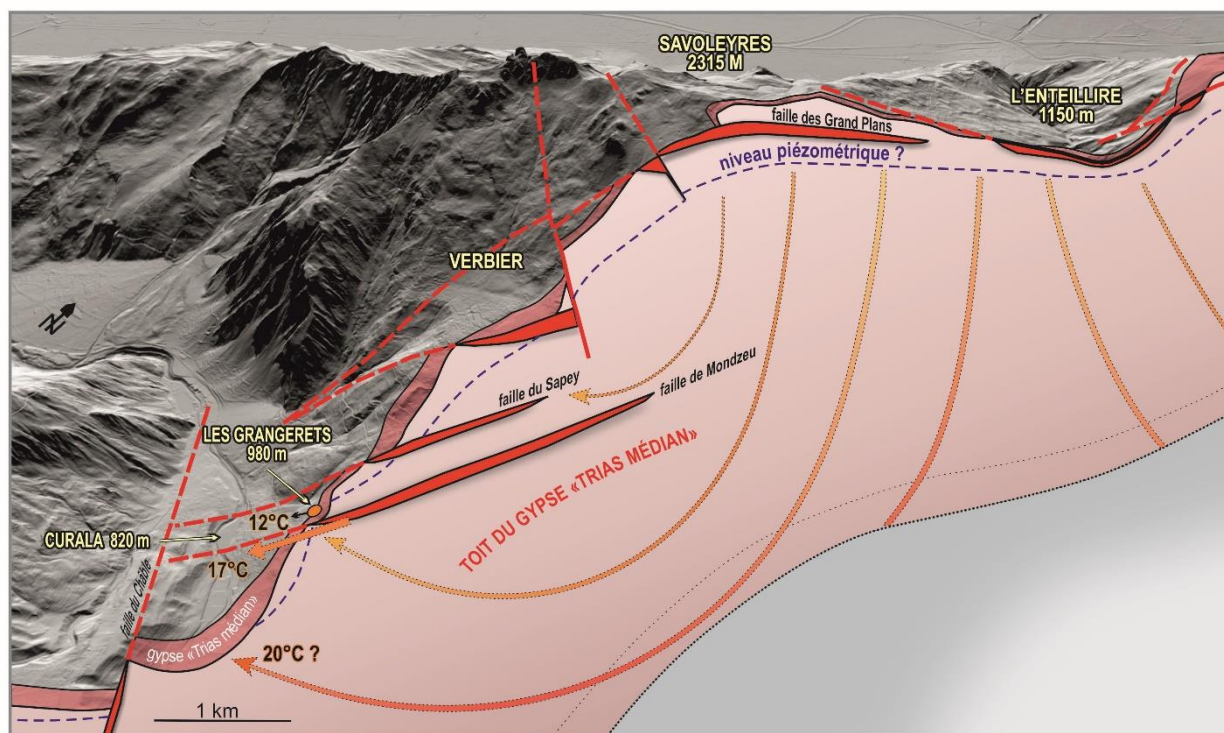 SAVOLEYRES
2315 M
L'ENTEILLIRE
1150 m
faille des Grand Plans
niveau piézométrique ?
VERBIER
N
faille du Sapey
faille de Mondzeu
LES GRANGERETS
980 m
TOIT DU GYPSE «TRIAS MÉDIAN»
12°C
CURALA 820 m
17°C
faille du Châble
gypse «Trias médian»
20°C ?
1 km